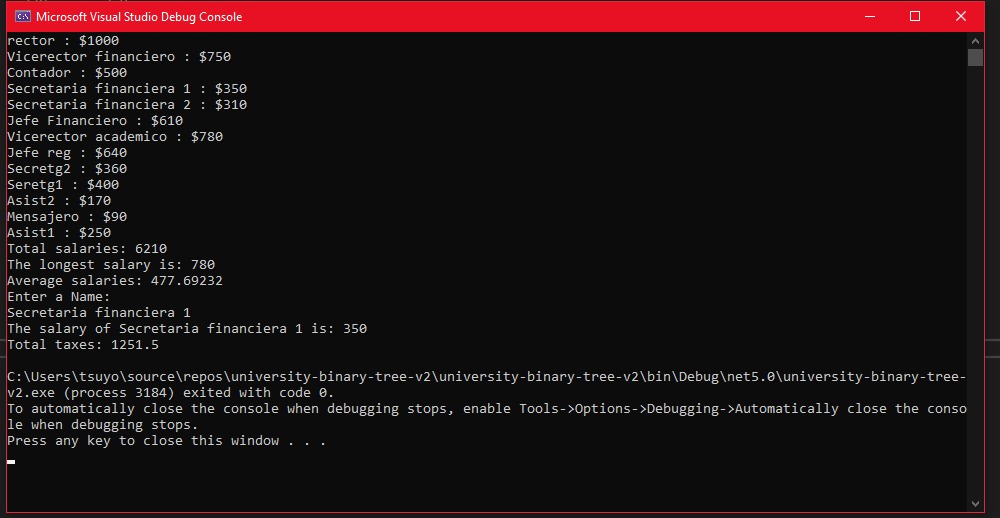 Microsoft Visual Studio Debug Console
rector : $1000
Vicerector financiero : $750
Contador : $500
Secretaria financiera 1 : $350
Secretaria financiera 2 : $310
Jefe Financiero : $610
Vicerector academico : $780
Jefe reg : $640
Secretg2 : $360
Seretg1 : $400
Asist2 : $170
Mensajero : $90
Asist1 : $250
Total salaries: 6210
The longest salary is: 780
Average salaries: 477.69232
Enter a Name:
Secretaria financiera 1
The salary of Secretaria financiera 1 is: 350
Total taxes: 1251.5
C:\Users\tsuyo\source\repos\university-binary-tree-v2\university-binary-tree-v2\bin\Debug\net5.0\university-binary-tree-
v2.exe (process 3184) exited with code 0.
To automatically close the console when debugging stops, enable Tools->Options->Debugging->Automatically close the conso
le when debugging stops.
Press any key to close this window . . .